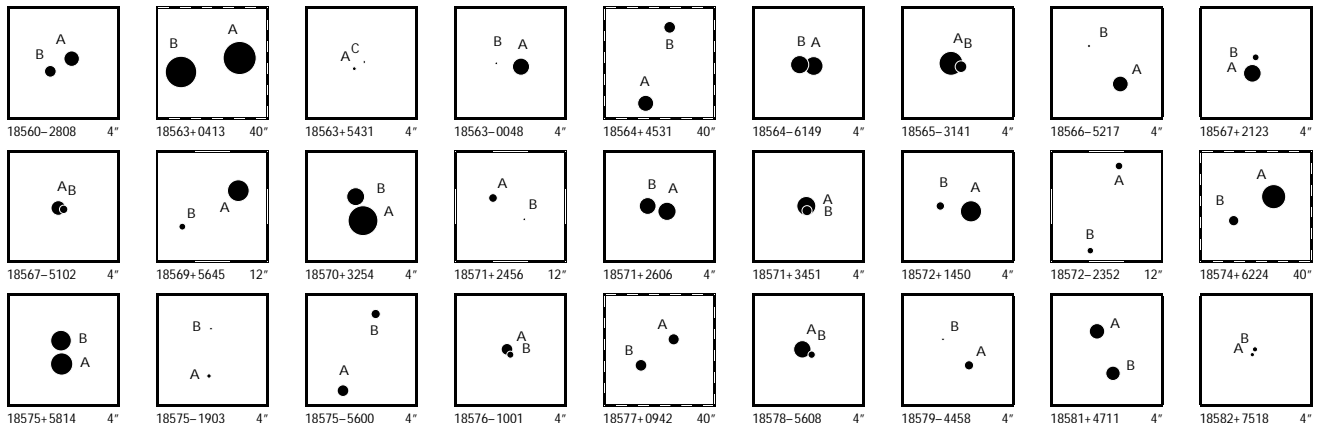 A B A B C A B A B A B A A B B A B A
18560−2808 4″ 18563+0413 40″ 18563+5431 4″ 18563−0048 4″ 18564+4531 40″ 18564−6149 4″ 18565−3141 4″ 18566−5217 4″ 18567+2123 4″
A B A B B A A B B A A B B A A B A B
18567−5102 4″ 18569+5645 12″ 18570+3254 4″ 18571+2456 12″ 18571+2606 4″ 18571+3451 4″ 18572+1450 4″ 18572−2352 12″ 18574+6224 40″
B A B A B A A B A B A B B A A B B A
18575+5814 4″ 18575−1903 4″ 18575−5600 4″ 18576−1001 4″ 18577+0942 40″ 18578−5608 4″ 18579−4458 4″ 18581+4711 4″ 18582+7518 4″